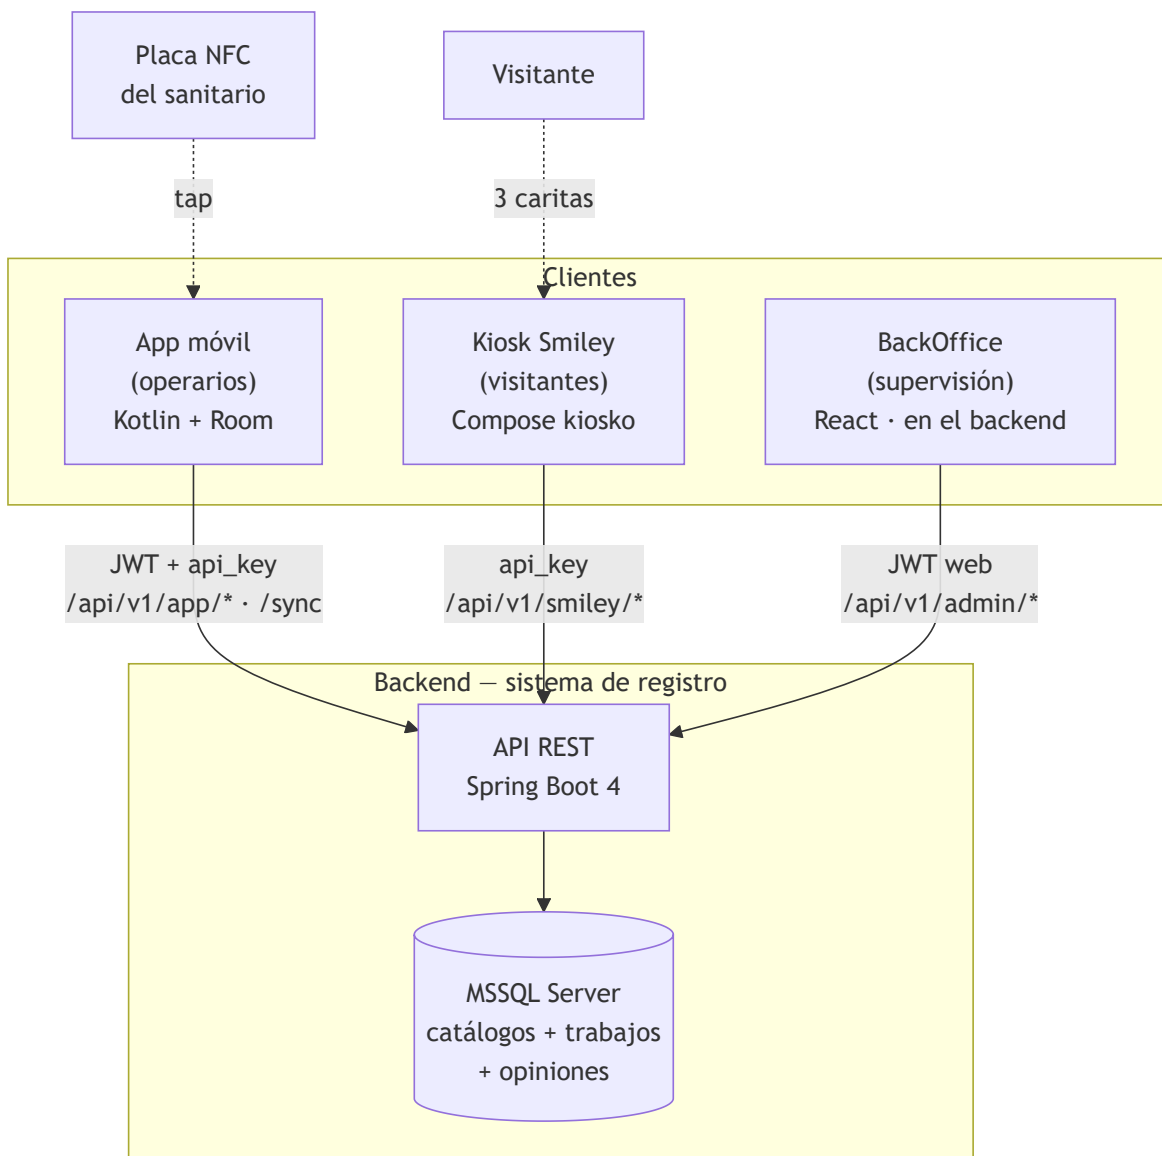 Placa NFC
del sanitario
Visitante
tap
3 caritas
Clientes
App móvil
(operarios)
Kotlin + Room
Kiosk Smiley
(visitantes)
Compose kiosko
BackOffice
(supervisión)
React · en el backend
JWT + api_key
/api/v1/app/* · /sync
api_key
/api/v1/smiley/*
JWT web
/api/v1/admin/*
Backend — sistema de registro
API REST
Spring Boot 4
MSSQL Server
catálogos + trabajos
+ opiniones